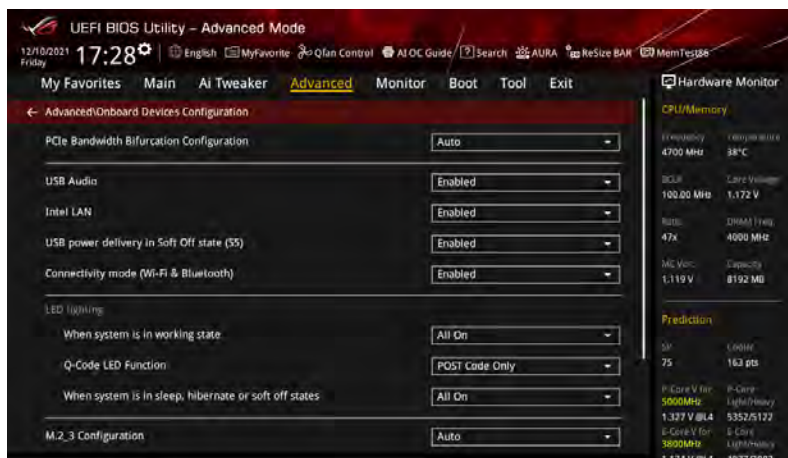 UEFI BIOS Utility – Advanced Mode
12/10/2021 Friday 17:28 English MyFavorite Qfan Control AI OC Guide Search AURA ReSize BAR MemTest86
My Favorites Main Ai Tweaker Advanced Monitor Boot Tool Exit
Hardware Monitor
← Advanced\Onboard Devices Configuration
PCIe Bandwidth Bifurcation Configuration Auto
USB Audio Enabled
Intel LAN Enabled
USB power delivery in Soft Off state (S5) Enabled
Connectivity mode (Wi-Fi & Bluetooth) Enabled
LED lighting
When system is in working state All On
Q-Code LED Function POST Code Only
When system is in sleep, hibernate or soft off states All On
M.2_3 Configuration Auto
CPU/Memory
Frequency Temperature
4700 MHz 38°C
BCLK Core Voltage
100.00 MHz 1.172 V
Ratio DRAM Freq.
47x 4000 MHz
MC Volt. Capacity
1.119 V 8192 MB
Prediction
SP Cooler
75 163 pts
P-Core V for P-Core
5000MHz Light/Heavy
1.327 V @L4 5352/5122
E-Core V for E-Core
3800MHz Light/Heavy